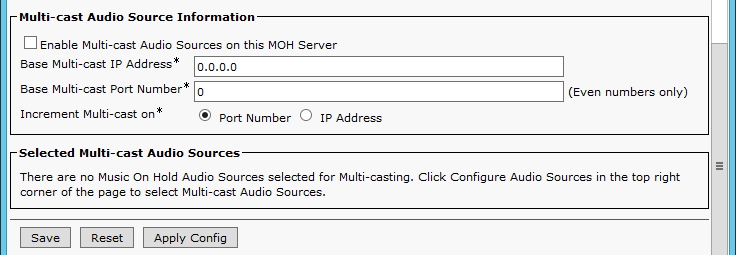 Multi-cast Audio Source Information
Enable Multi-cast Audio Sources on this MOH Server
Base Multi-cast IP Address* 0.0.0.0
Base Multi-cast Port Number* 0 (Even numbers only)
Increment Multi-cast on* Port Number IP Address
Selected Multi-cast Audio Sources
There are no Music On Hold Audio Sources selected for Multi-casting. Click Configure Audio Sources in the top right
corner of the page to select Multi-cast Audio Sources.
Save Reset Apply Config